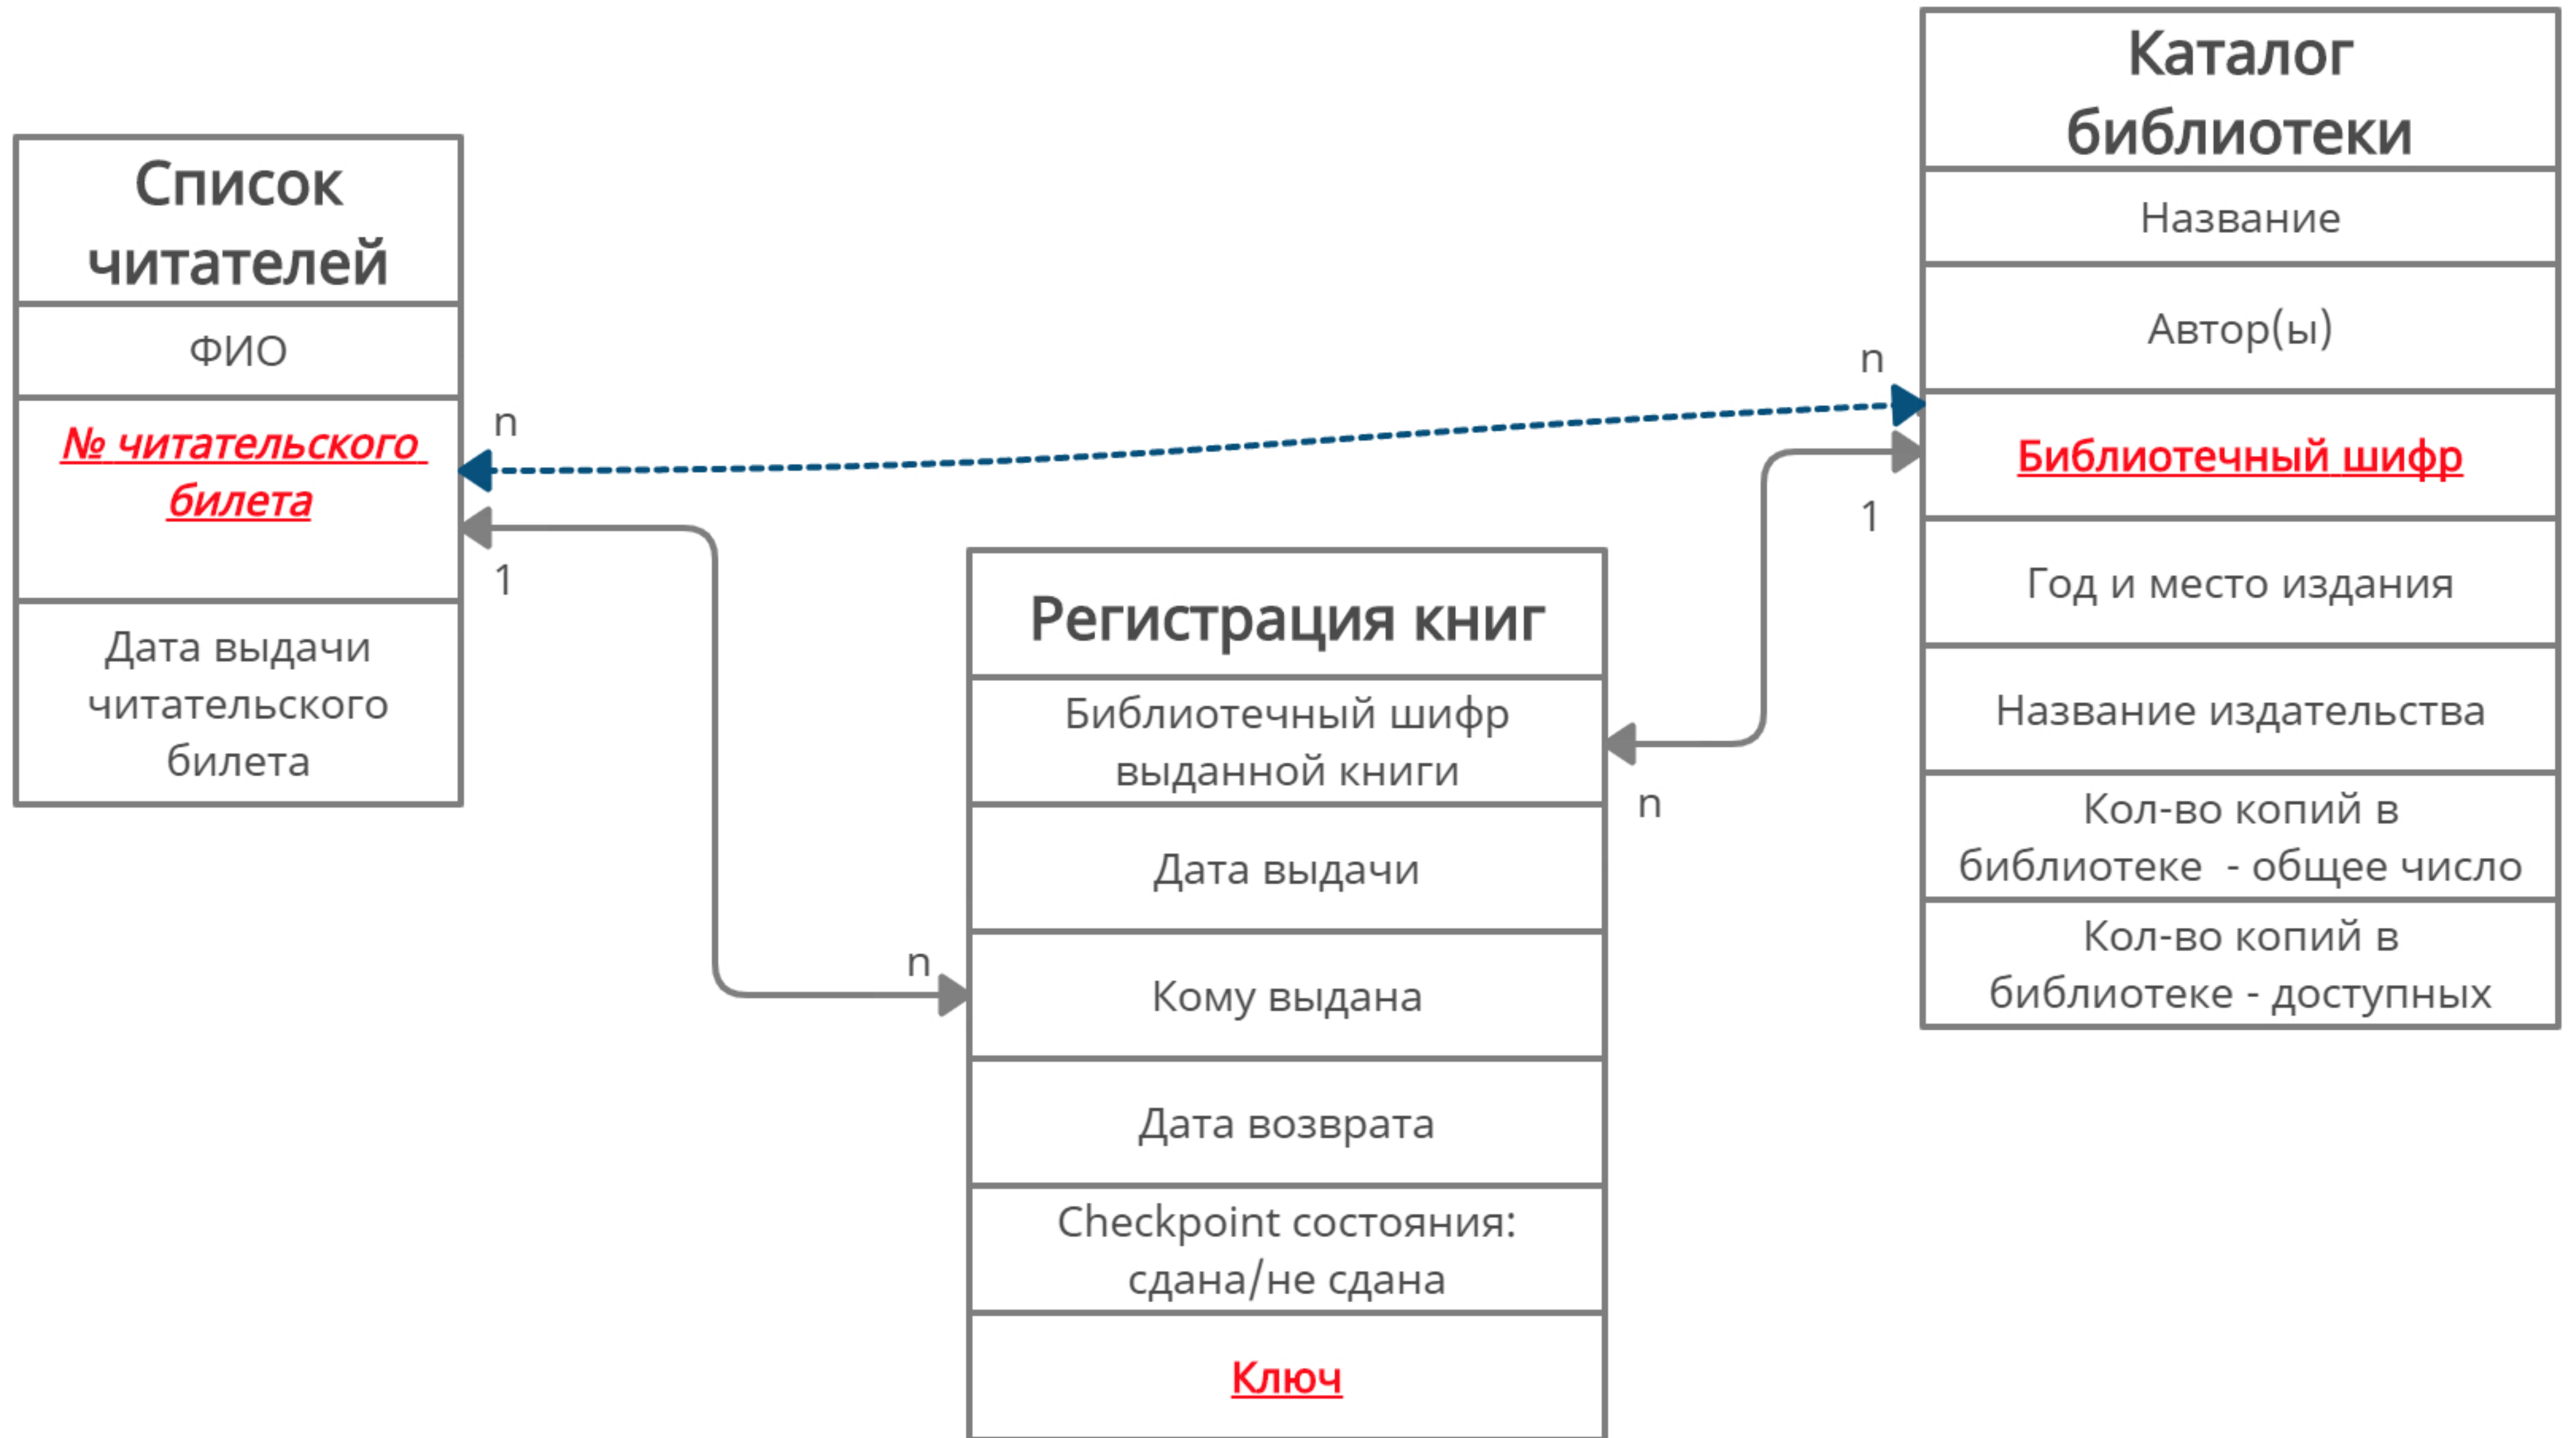 Список
читателей
ФИО
№ читательского
билета
Дата выдачи
читательского
билета
n
1
n
Регистрация книг
Библиотечный шифр
выданной книги
Дата выдачи
Кому выдана
Дата возврата
Checkpoint состояния:
сдана/не сдана
Ключ
n
1
n
Каталог
библиотеки
Название
Автор(ы)
Библиотечный шифр
Год и место издания
Название издательства
Кол-во копий в
библиотеке  - общее число
Кол-во копий в
библиотеке - доступных